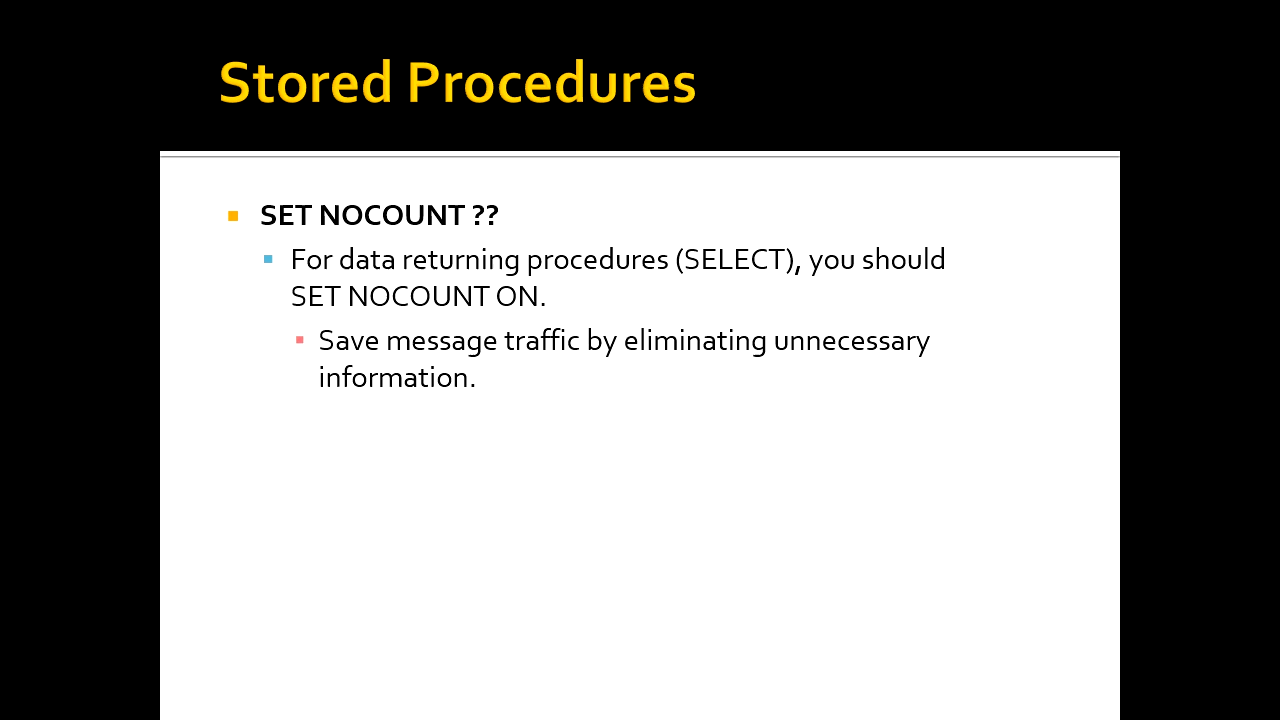 Stored Procedures
SET NOCOUNT ??
For data returning procedures (SELECT), you should
SET NOCOUNT ON.
Save message traffic by eliminating unnecessary
information.